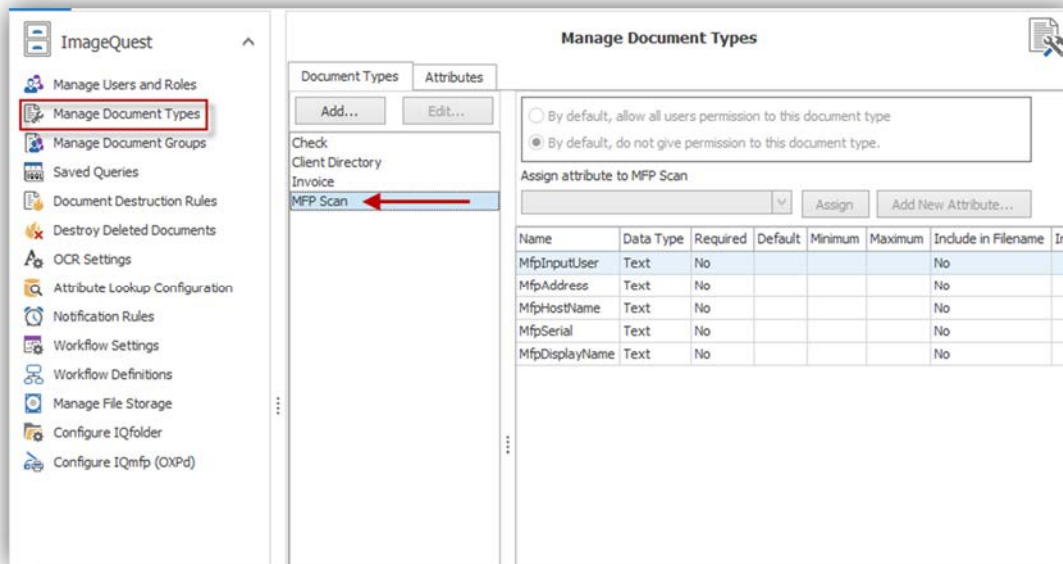 ImageQuest
Manage Users and Roles
Manage Document Types
Manage Document Groups
Saved Queries
Document Destruction Rules
Destroy Deleted Documents
OCR Settings
Attribute Lookup Configuration
Notification Rules
Workflow Settings
Workflow Definitions
Manage File Storage
Configure IQfolder
Configure IQmfp (OXPd)
Manage Document Types
Document Types Attributes
Add... Edit...
Check
Client Directory
Invoice
MFP Scan
By default, allow all users permission to this document type
By default, do not give permission to this document type.
Assign attribute to MFP Scan
Assign Add New Attribute...
Name Data Type Required Default Minimum Maximum Include in Filename
MfpInputUser Text No No
MfpAddress Text No No
MfpHostName Text No No
MfpSerial Text No No
MfpDisplayName Text No No